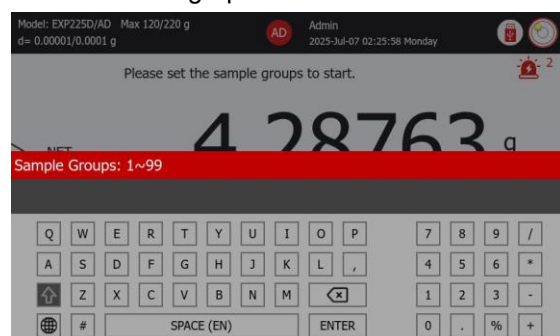 Model: EXP225D/AD Max 120/220 g
d= 0.00001/0.0001 g
AD
Admin
2025-Jul-07 02:25:58 Monday
2
Please set the sample groups to start.
NET
4.28763 g
Sample Groups: 1~99
Q W E R T Y U I O P 7 8 9 /
A S D F G H J K L , 4 5 6 *
Z X C V B N M 1 2 3 -
# SPACE (EN) ENTER 0 . % +